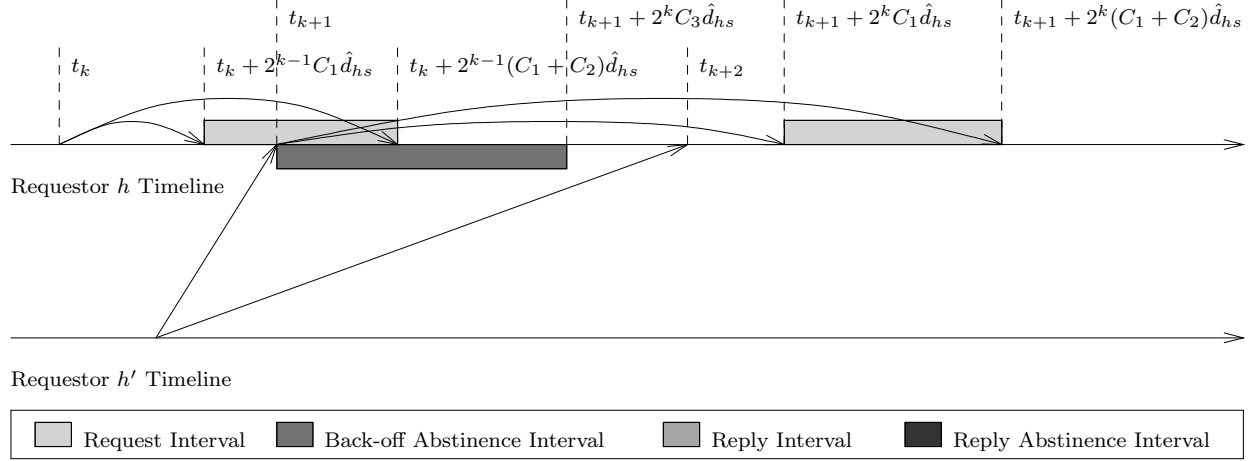 t_{k+1} t_{k+1} + 2^k C_3 \hat{d}_{hs} t_{k+1} + 2^k C_1 \hat{d}_{hs} t_{k+1} + 2^k (C_1 + C_2) \hat{d}_{hs}
t_k t_k + 2^{k-1} C_1 \hat{d}_{hs} t_k + 2^{k-1} (C_1 + C_2) \hat{d}_{hs} t_{k+2}
Requestor h Timeline
Requestor h′ Timeline
Request Interval Back-off Abstinence Interval Reply Interval Reply Abstinence Interval